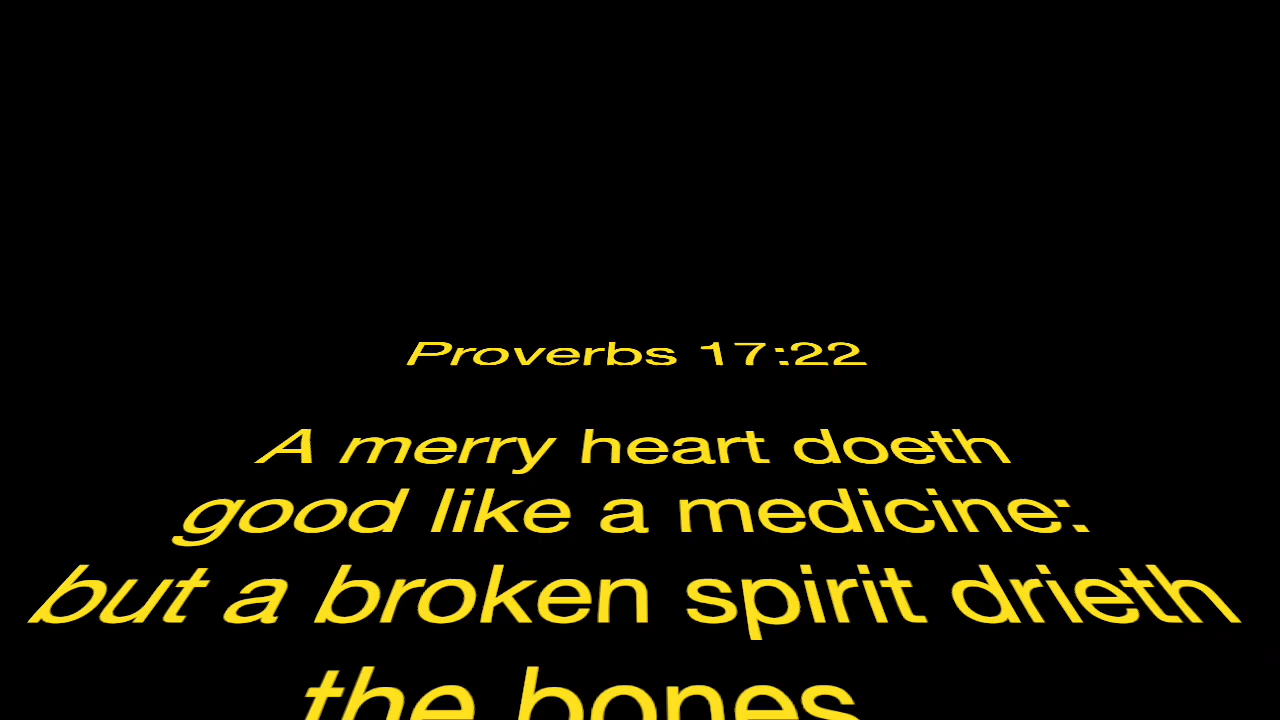 Proverbs 17:22
A merry heart doeth
good like a medicine:
but a broken spirit drieth
the bones